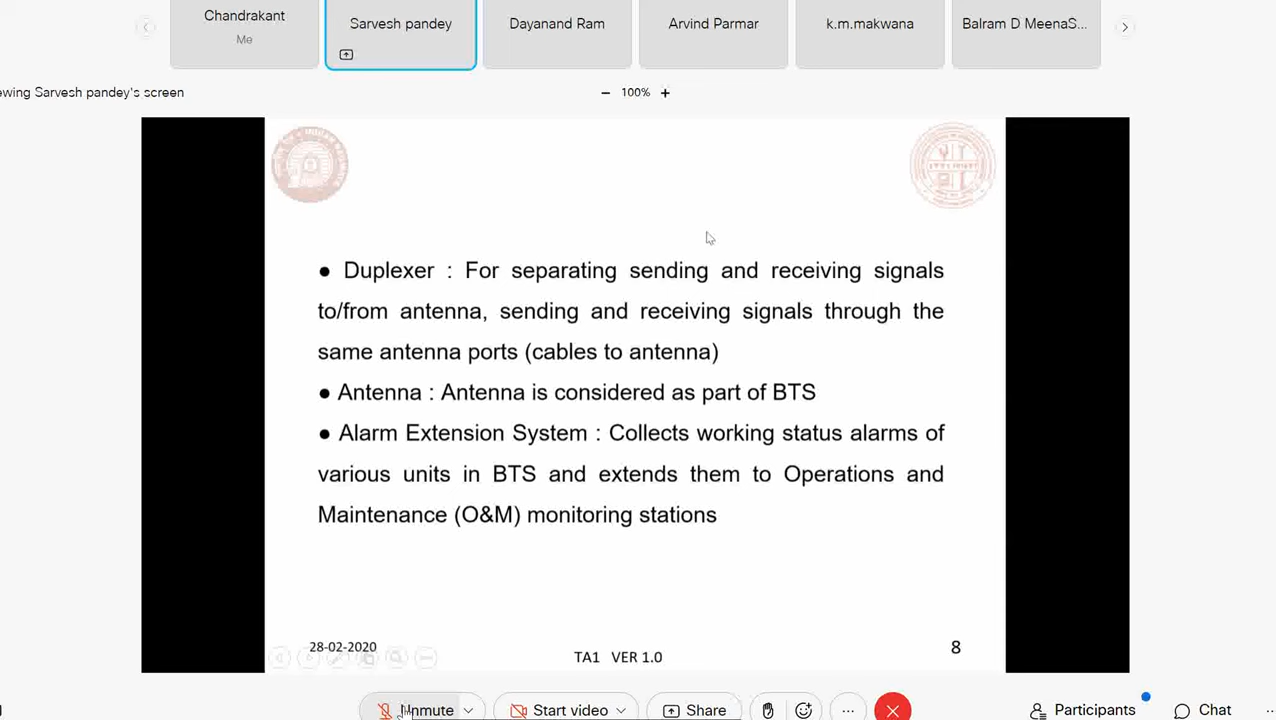 Chandrakant
Me
Sarvesh pandey
Dayanand Ram
Arvind Parmar
k.m.makwana
Balram D MeenaS...
ewing Sarvesh pandey's screen
100%
● Duplexer : For separating sending and receiving signals
to/from antenna, sending and receiving signals through the
same antenna ports (cables to antenna)
● Antenna : Antenna is considered as part of BTS
● Alarm Extension System : Collects working status alarms of
various units in BTS and extends them to Operations and
Maintenance (O&M) monitoring stations
28-02-2020
TA1 VER 1.0
8
Unmute
Start video
Share
Participants
Chat